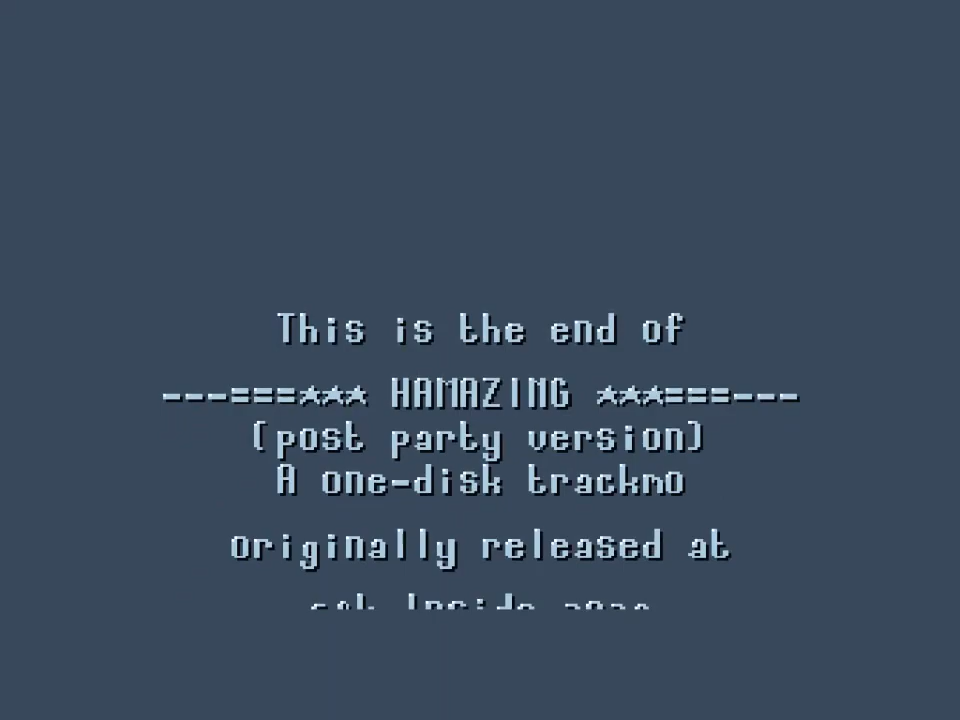 This is the end of
---===*** HAMAZING ***===---
(post party version)
A one-disk trackmo
originally released at